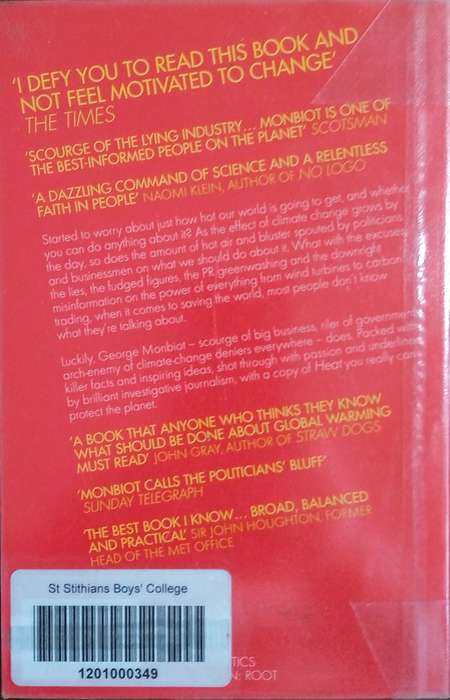 'I DEFY YOU TO READ THIS BOOK AND
NOT FEEL MOTIVATED TO CHANGE'
THE TIMES
'SCOURGE OF THE LYING INDUSTRY... MONBIOT IS ONE OF
THE BEST-INFORMED PEOPLE ON THE PLANET' SCOTSMAN
'A DAZZLING COMMAND OF SCIENCE AND A RELENTLESS
FAITH IN PEOPLE' NAOMI KLEIN, AUTHOR OF NO LOGO
Started to worry about just how hot our world is going to get, and whether
you can do anything about it? As the effect of climate change grows by
the day, so does the amount of hot air and bluster spouted by politicians
and businessmen on what we should do about it. What with the excuses,
the lies, the fudged figures, the PR greenwashing and the downright
misinformation on the power of everything from wind turbines to carbon
trading, when it comes to saving the world, most people don't know
what they're talking about.
Luckily, George Monbiot – scourge of big business, riler of government,
arch-enemy of climate-change deniers everywhere – does. Packed with
killer facts and inspiring ideas, shot through with passion and underlined
by brilliant investigative journalism, with a copy of Heat you really can
protect the planet.
'A BOOK THAT ANYONE WHO THINKS THEY KNOW
WHAT SHOULD BE DONE ABOUT GLOBAL WARMING
MUST READ' JOHN GRAY, AUTHOR OF STRAW DOGS
'MONBIOT CALLS THE POLITICIANS' BLUFF'
SUNDAY TELEGRAPH
'THE BEST BOOK I KNOW... BROAD, BALANCED
AND PRACTICAL' SIR JOHN HOUGHTON, FORMER
HEAD OF THE MET OFFICE
St Stithians Boys' College
1201000349
TICS
N: ROOT